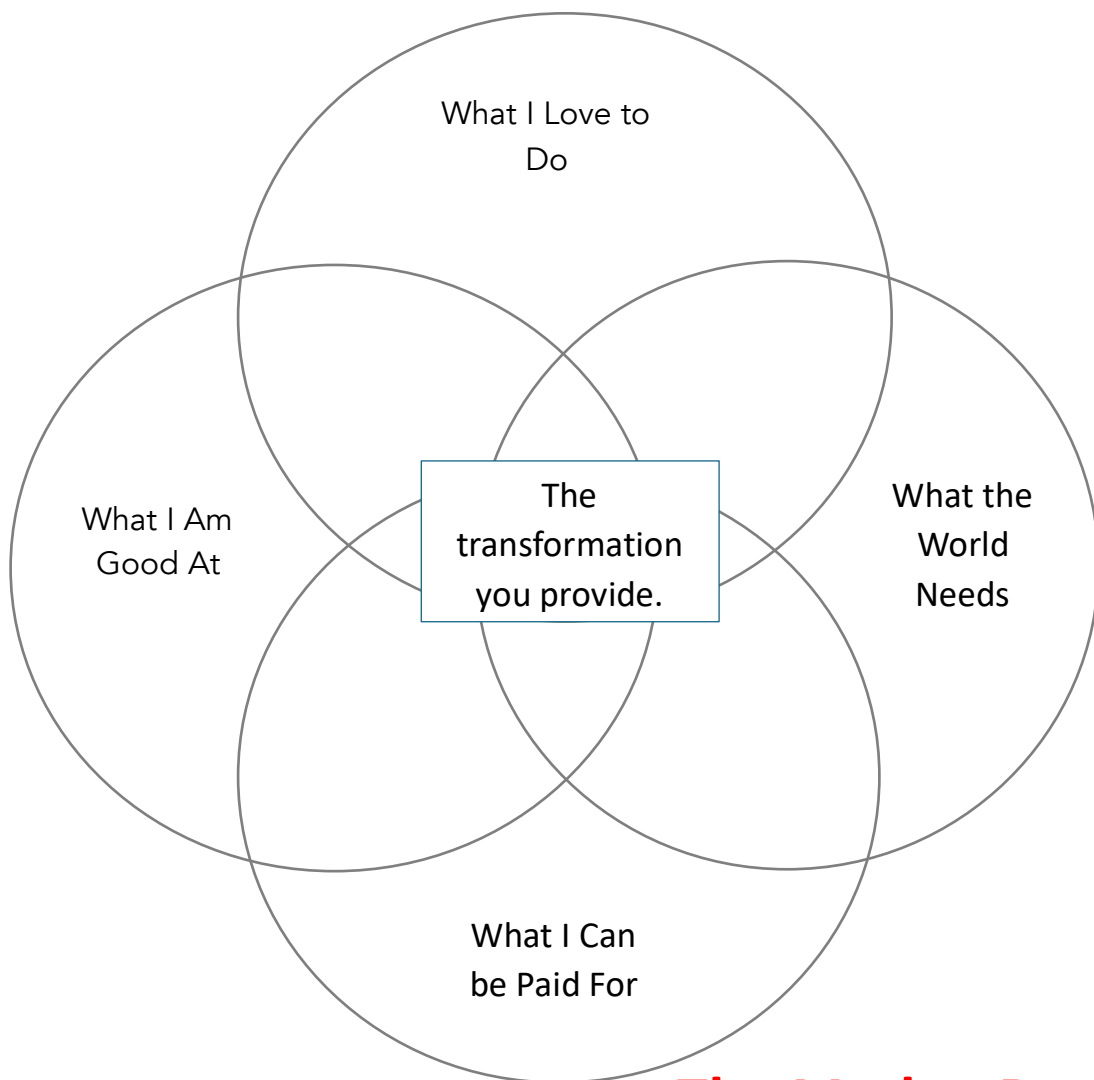 What I Love to
Do
What I Am
Good At
The
transformation
you provide.
What the
World
Needs
What I Can
be Paid For